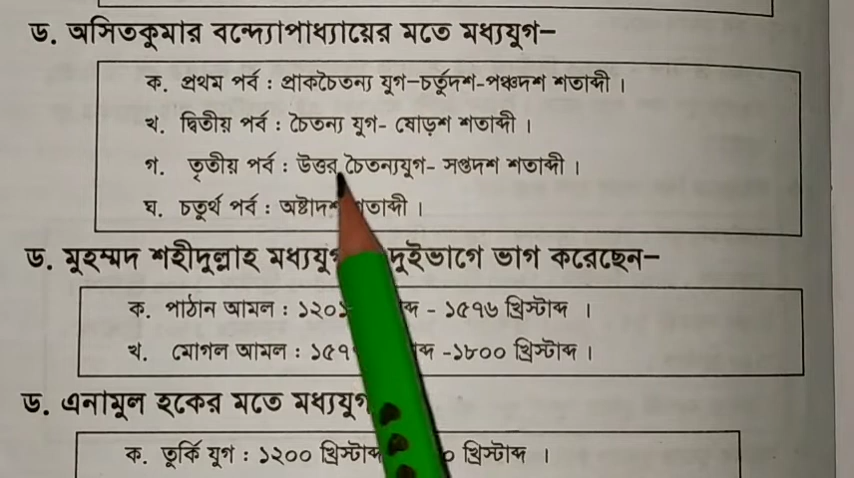 ড. অসিতকুমার বন্দ্যোপাধ্যায়ের মতে মধ্যযুগ–
ক. প্রথম পর্ব : প্রাকচৈতন্য যুগ–চর্তুদশ-পঞ্চদশ শতাব্দী ।
খ. দ্বিতীয় পর্ব : চৈতন্য যুগ- ষোড়শ শতাব্দী ।
গ. তৃতীয় পর্ব : উত্তর চৈতন্যযুগ- সপ্তদশ শতাব্দী ।
ঘ. চতুর্থ পর্ব : অষ্টাদশ শতাব্দী ।
ড. মুহম্মদ শহীদুল্লাহ মধ্যযুগ দুইভাগে ভাগ করেছেন–
ক. পাঠান আমল : ১২০১ - ১৫৭৬ খ্রিস্টাব্দ ।
খ. মোগল আমল : -১৮০০ খ্রিস্টাব্দ ।
ড. এনামুল হকের মতে মধ্যযুগ
ক. তুর্কি যুগ : ১২০০ খ্রিস্টাব্দ খ্রিস্টাব্দ ।